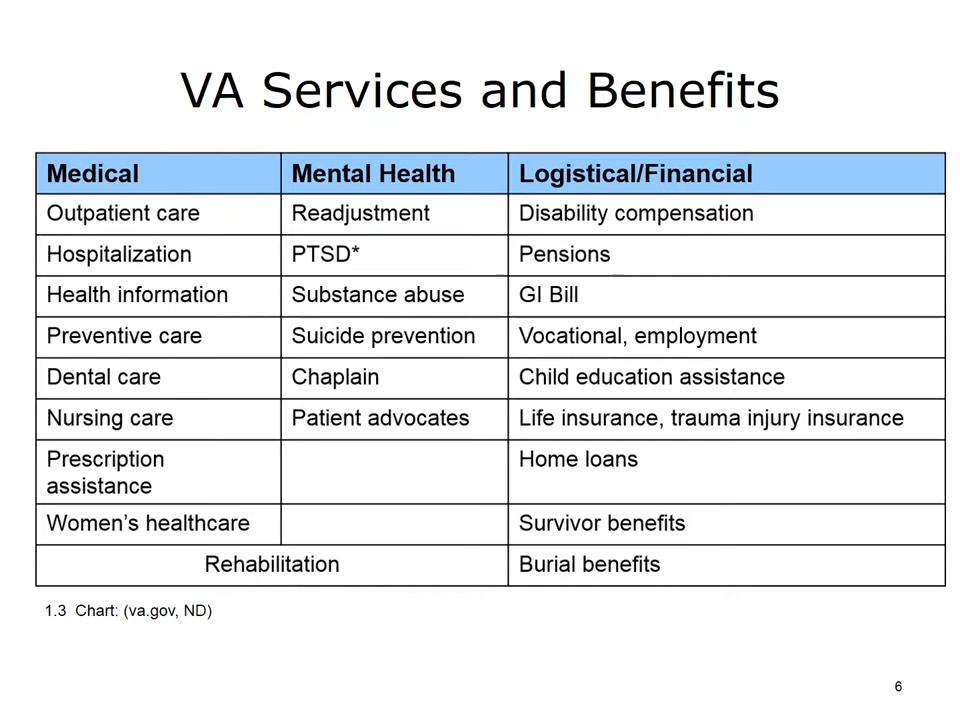 VA Services and Benefits
Medical Mental Health Logistical/Financial
Outpatient care Readjustment Disability compensation
Hospitalization PTSD* Pensions
Health information Substance abuse GI Bill
Preventive care Suicide prevention Vocational, employment
Dental care Chaplain Child education assistance
Nursing care Patient advocates Life insurance, trauma injury insurance
Prescription Home loans
assistance
Women’s healthcare Survivor benefits
Rehabilitation Burial benefits
1.3 Chart: (va.gov, ND)
6